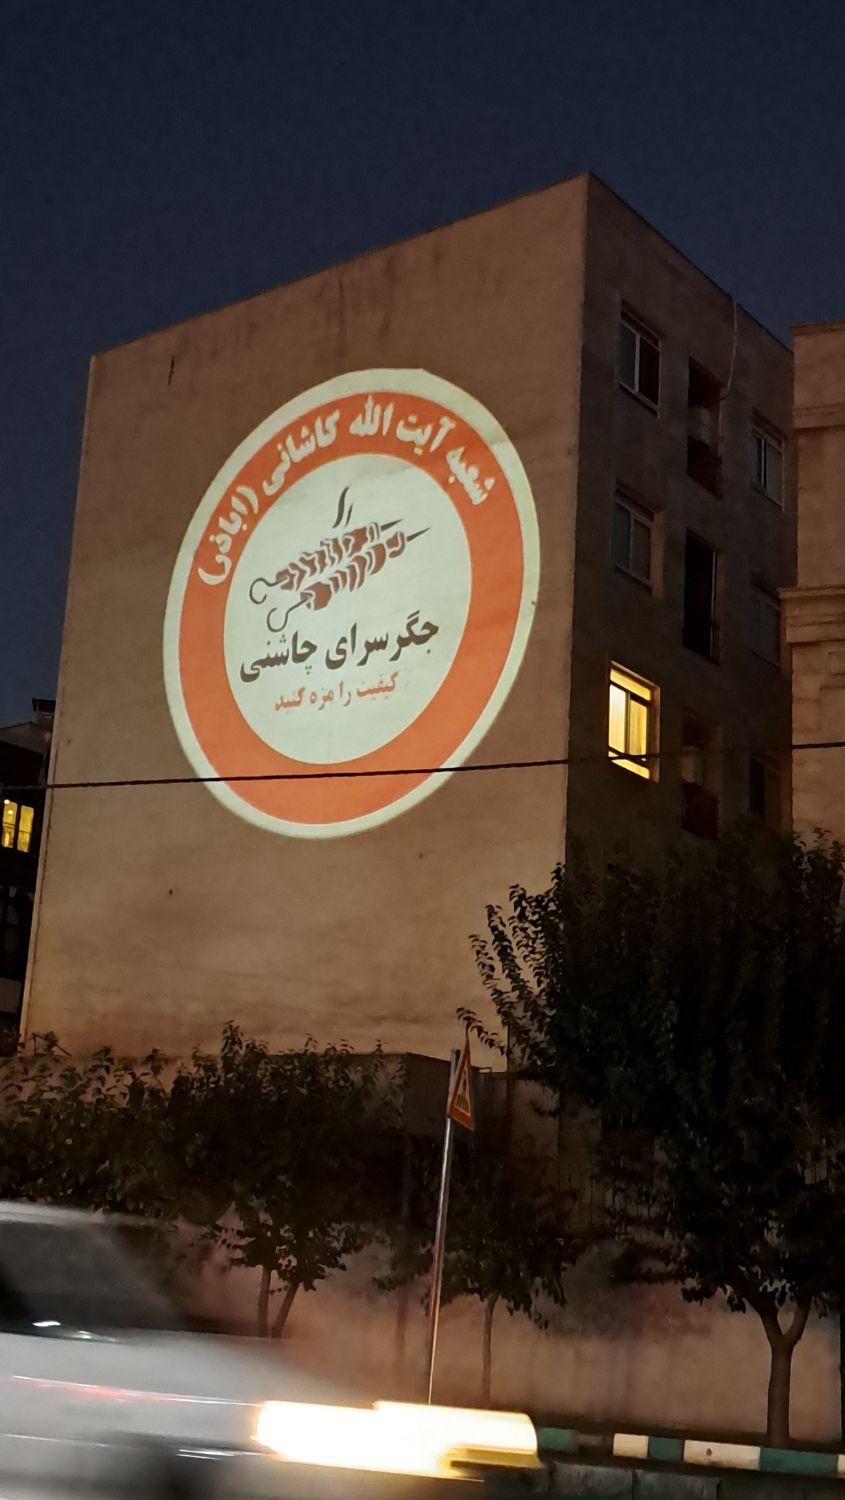 شعبه آیت الله کاشانی (اباذر)
جگرسرای چاشنی
کیفیت را مزه کنید